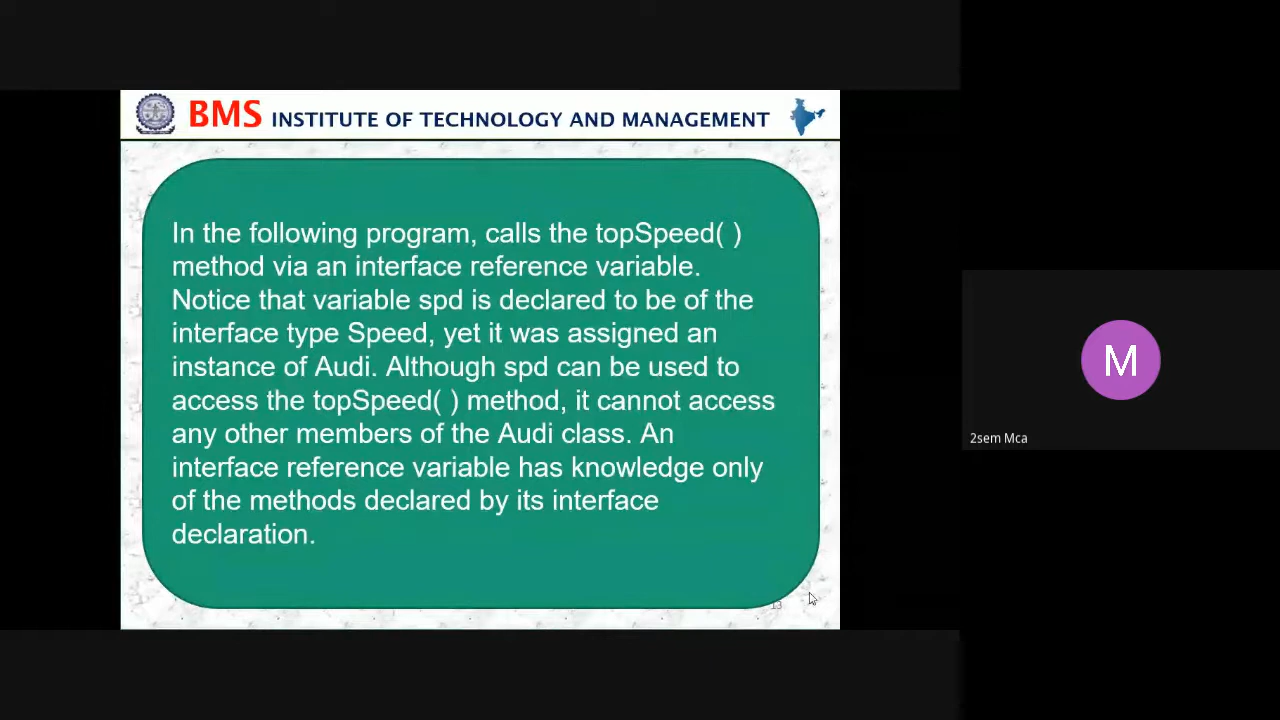 BMS INSTITUTE OF TECHNOLOGY AND MANAGEMENT
In the following program, calls the topSpeed( )
method via an interface reference variable.
Notice that variable spd is declared to be of the
interface type Speed, yet it was assigned an
instance of Audi. Although spd can be used to
access the topSpeed( ) method, it cannot access
any other members of the Audi class. An
interface reference variable has knowledge only
of the methods declared by its interface
declaration.
13
M
2sem Mca